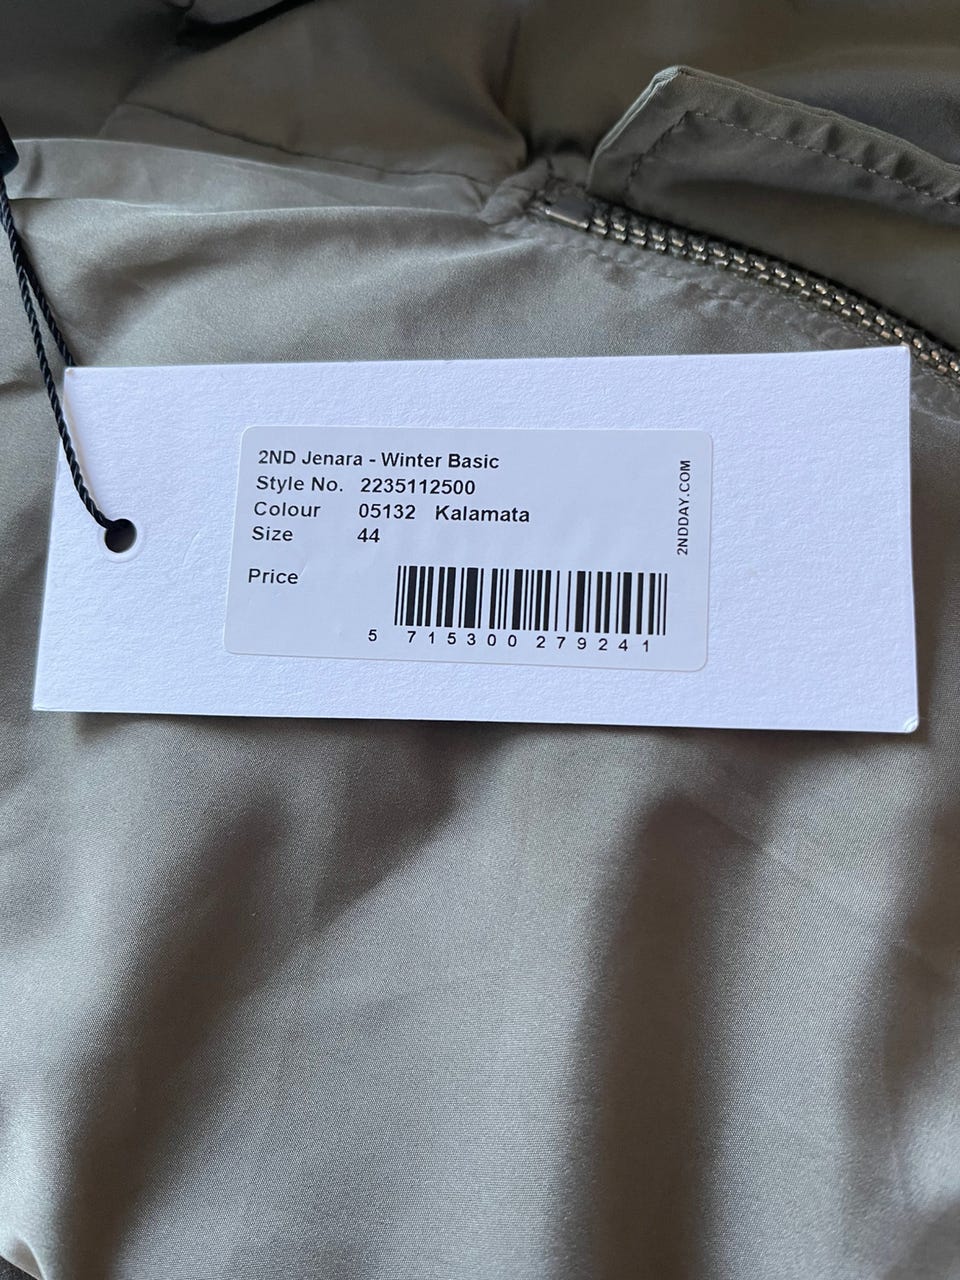 2ND Jenara - Winter Basic
Style No. 2235112500
Colour 05132 Kalamata
Size 44
Price
5 715300 279241
2NDDAY.COM